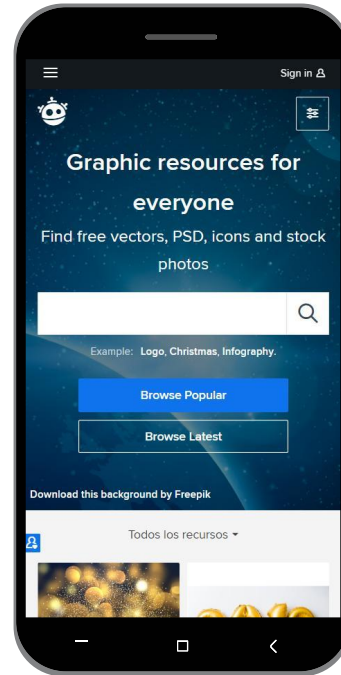 Sign in
Graphic resources for
everyone
Find free vectors, PSD, icons and stock
photos
Example: Logo, Christmas, Infography.
Browse Popular
Browse Latest
Download this background by Freepik
Todos los recursos